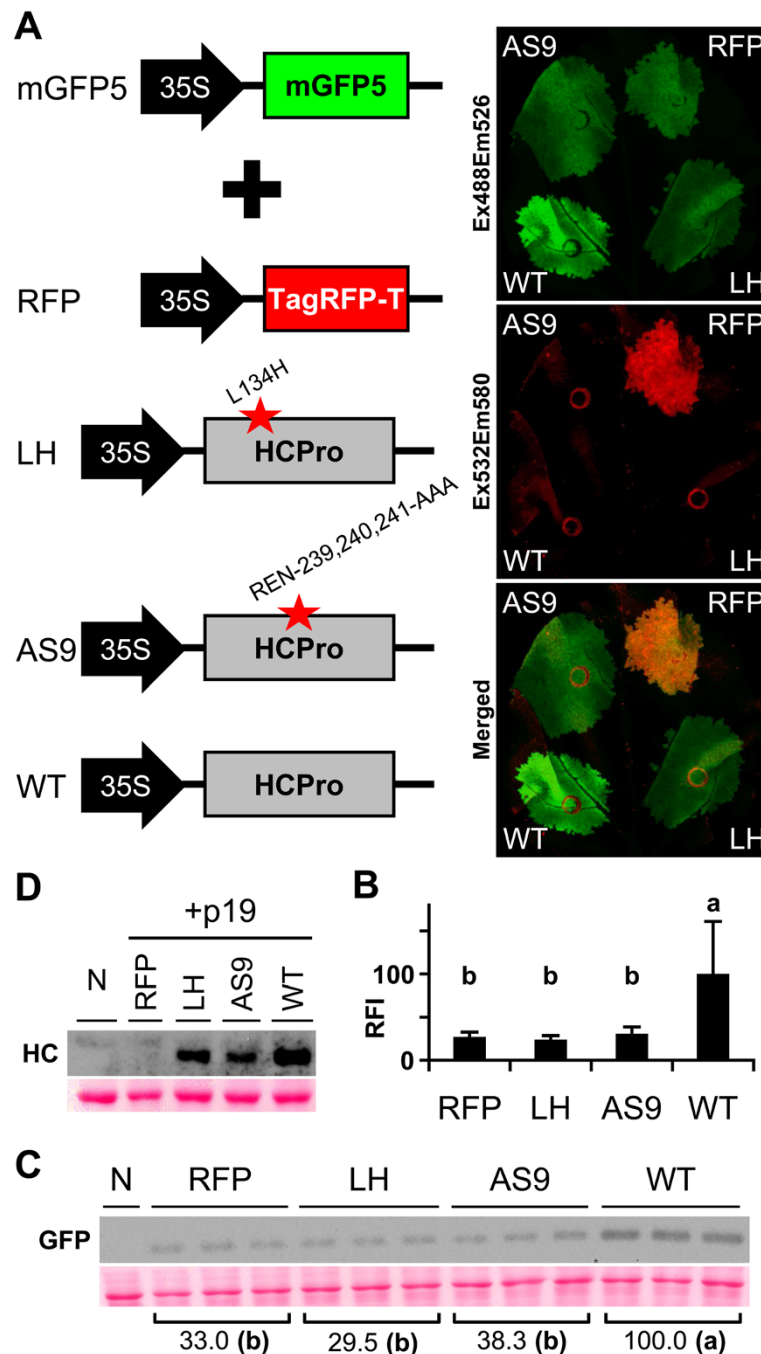 A
mGFP5
35S
mGFP5
RFP
35S
TagRFP-T
L134H
LH
35S
HCPro
REN-239,240,241-AAA
AS9
35S
HCPro
WT
35S
HCPro
Ex488Em526
AS9 RFP
WT LH
Ex532Em580
AS9 RFP
WT LH
Merged
AS9 RFP
WT LH
D
+p19
N RFP LH AS9 WT
HC
B
RFI
100
0
b b b a
RFP LH AS9 WT
C
N RFP LH AS9 WT
GFP
33.0 (b) 29.5 (b) 38.3 (b) 100.0 (a)